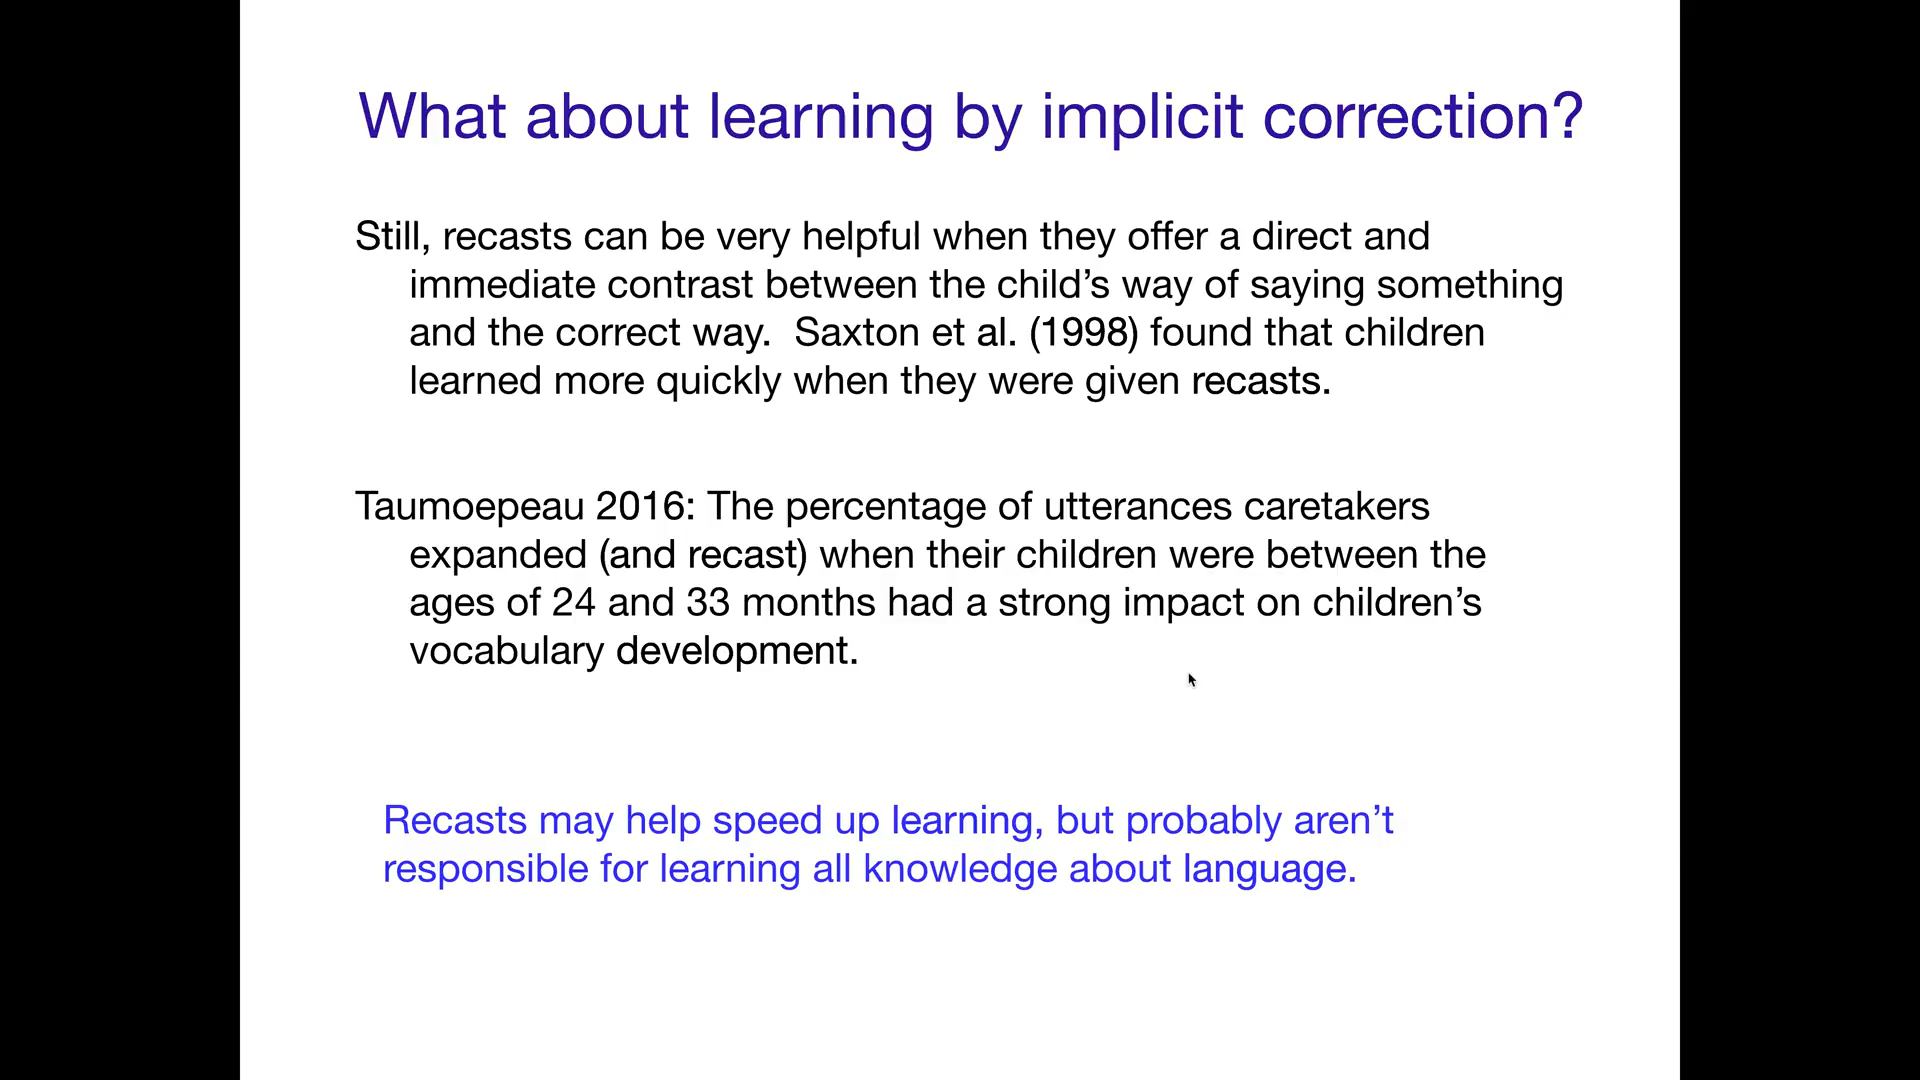 What about learning by implicit correction?
Still, recasts can be very helpful when they offer a direct and
immediate contrast between the child’s way of saying something
and the correct way.  Saxton et al. (1998) found that children
learned more quickly when they were given recasts.
Taumoepeau 2016: The percentage of utterances caretakers
expanded (and recast) when their children were between the
ages of 24 and 33 months had a strong impact on children’s
vocabulary development.
Recasts may help speed up learning, but probably aren’t
responsible for learning all knowledge about language.